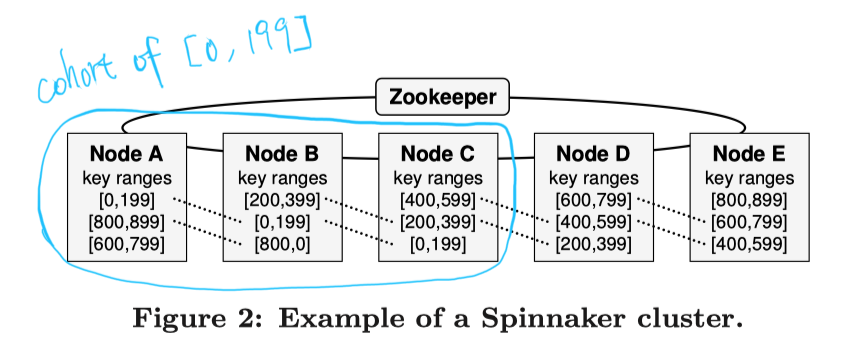 cohort of [0, 199]
Zookeeper
Node A
key ranges
[0,199]
[800,899]
[600,799]
Node B
key ranges
[200,399]
[0,199]
[800,0]
Node C
key ranges
[400,599]
[200,399]
[0,199]
Node D
key ranges
[600,799]
[400,599]
[200,399]
Node E
key ranges
[800,899]
[600,799]
[400,599]
Figure 2: Example of a Spinnaker cluster.